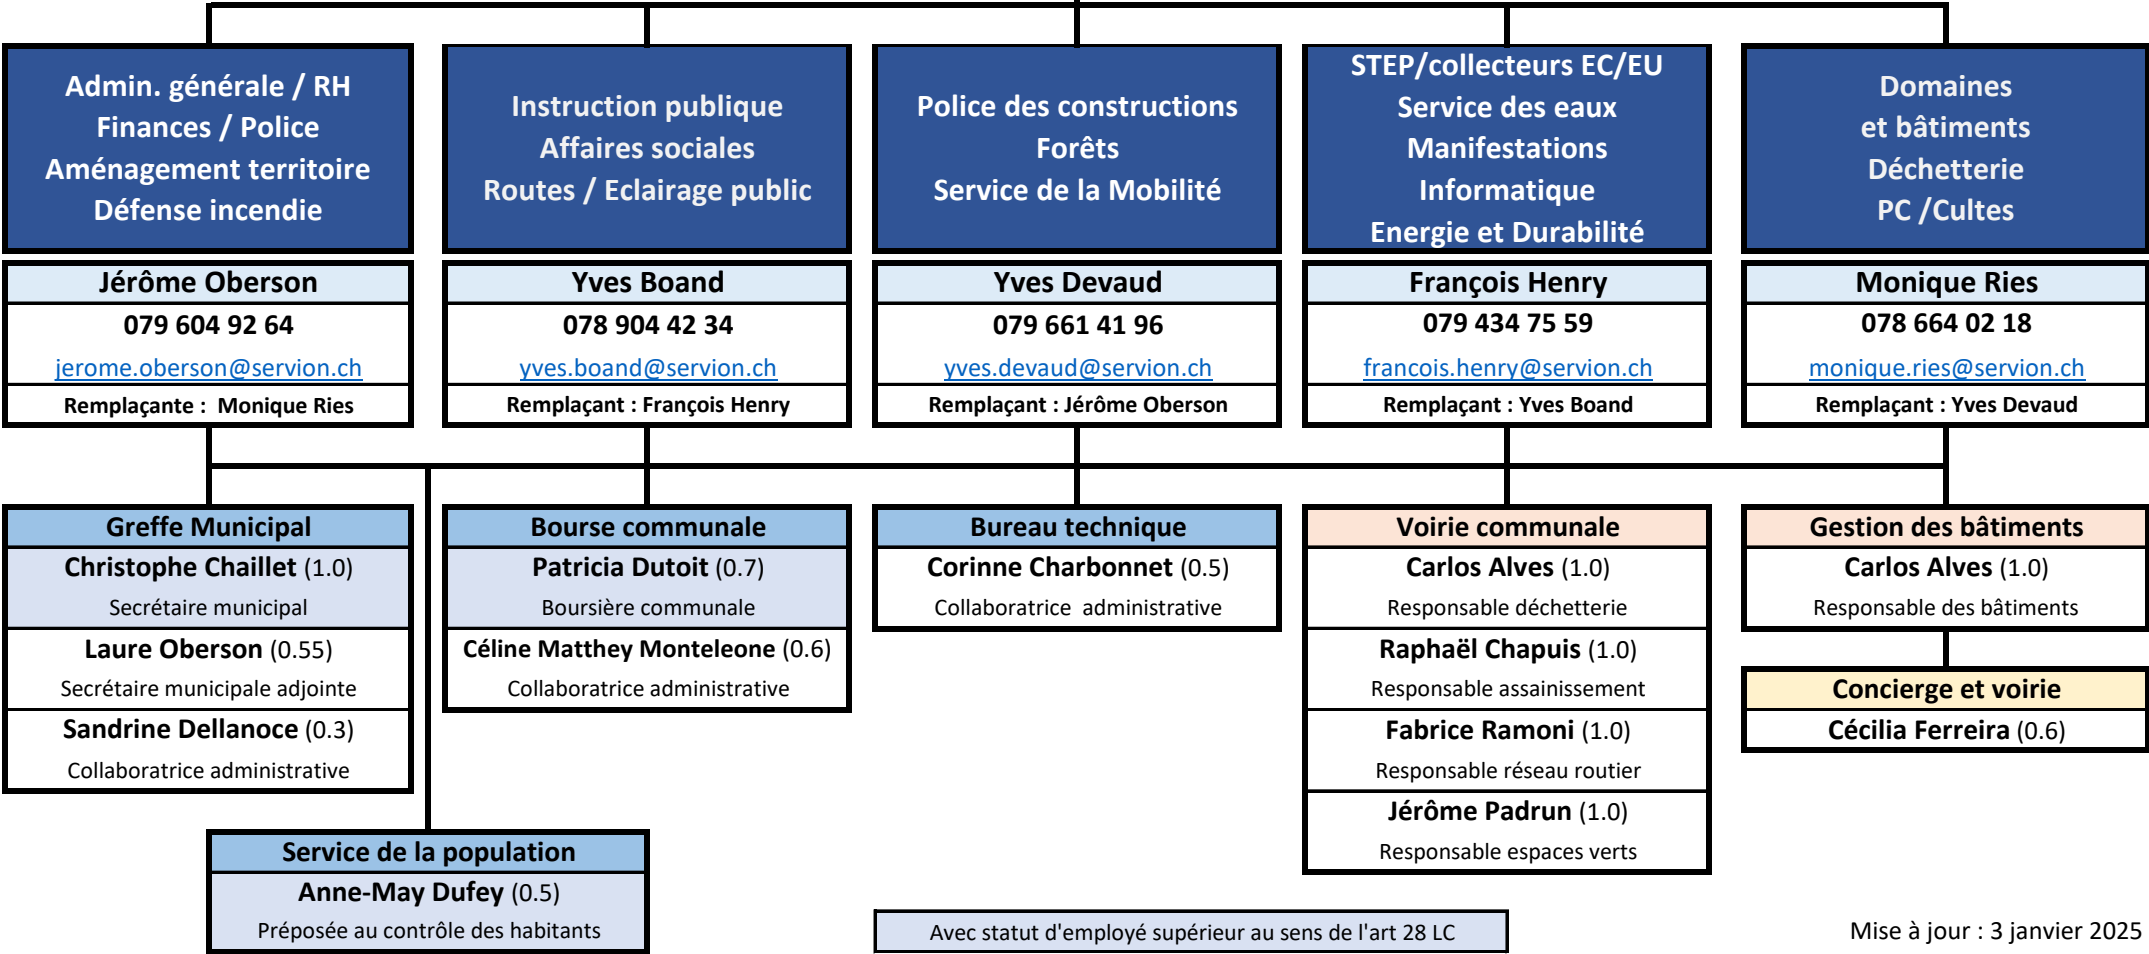 Admin. générale / RH
Finances / Police
Aménagement territoire
Défense incendie
Instruction publique
Affaires sociales
Routes / Eclairage public
Police des constructions
Forêts
Service de la Mobilité
STEP/collecteurs EC/EU
Service des eaux
Manifestations
Informatique
Energie et Durabilité
Domaines
et bâtiments
Déchetterie
PC /Cultes
Jérôme Oberson
079 604 92 64
jerome.oberson@servion.ch
Remplaçante : Monique Ries
Yves Boand
078 904 42 34
yves.boand@servion.ch
Remplaçant : François Henry
Yves Devaud
079 661 41 96
yves.devaud@servion.ch
Remplaçant : Jérôme Oberson
François Henry
079 434 75 59
francois.henry@servion.ch
Remplaçant : Yves Boand
Monique Ries
078 664 02 18
monique.ries@servion.ch
Remplaçant : Yves Devaud
Greffe Municipal
Christophe Chaillet (1.0)
Secrétaire municipal
Laure Oberson (0.55)
Secrétaire municipale adjointe
Sandrine Dellanoce (0.3)
Collaboratrice administrative
Bourse communale
Patricia Dutoit (0.7)
Boursière communale
Céline Matthey Monteleone (0.6)
Collaboratrice administrative
Bureau technique
Corinne Charbonnet (0.5)
Collaboratrice administrative
Voirie communale
Carlos Alves (1.0)
Responsable déchetterie
Raphaël Chapuis (1.0)
Responsable assainissement
Fabrice Ramoni (1.0)
Responsable réseau routier
Jérôme Padrun (1.0)
Responsable espaces verts
Gestion des bâtiments
Carlos Alves (1.0)
Responsable des bâtiments
Concierge et voirie
Cécilia Ferreira (0.6)
Service de la population
Anne-May Dufey (0.5)
Préposée au contrôle des habitants
Avec statut d'employé supérieur au sens de l'art 28 LC
Mise à jour : 3 janvier 2025